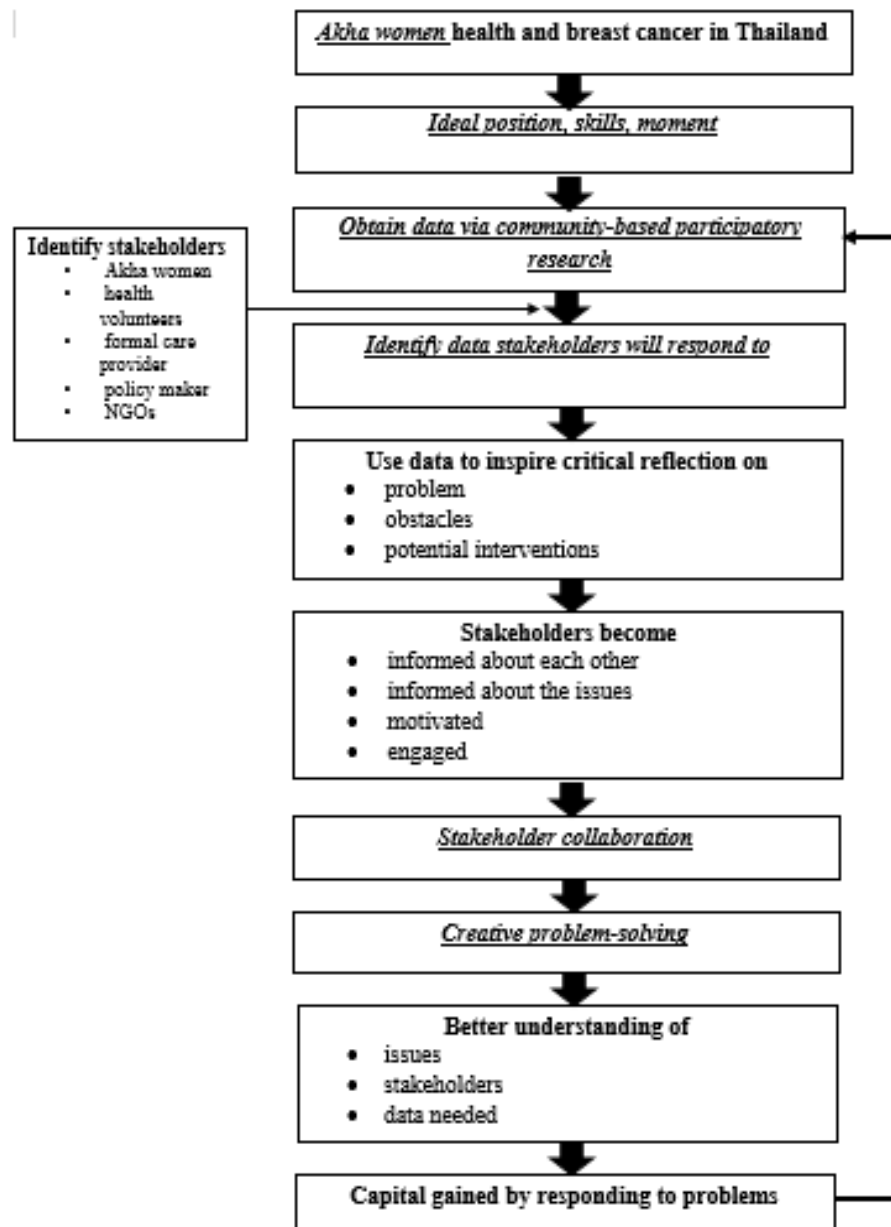 Akha women health and breast cancer in Thailand
Ideal position, skills, moment
Obtain data via community-based participatory
research
Identify stakeholders
▪ Akha women
▪ health
volunteers
▪ formal care
provider
▪ policy maker
▪ NGOs
Identify data stakeholders will respond to
Use data to inspire critical reflection on
• problem
• obstacles
• potential interventions
Stakeholders become
• informed about each other
• informed about the issues
• motivated
• engaged
Stakeholder collaboration
Creative problem-solving
Better understanding of
• issues
• stakeholders
• data needed
Capital gained by responding to problems